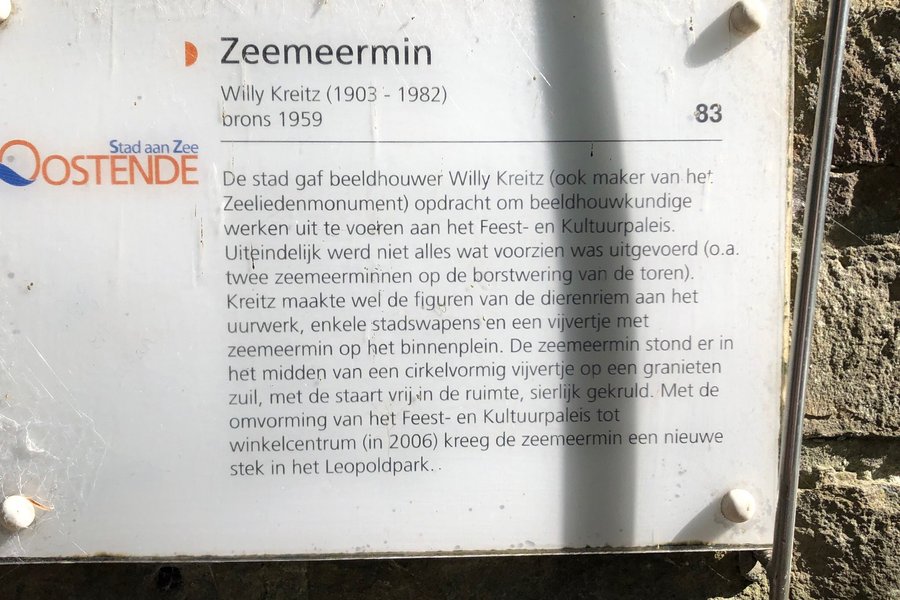 Zeemeermin
Willy Kreitz (1903 - 1982)
brons 1959
83
Stad aan Zee
OOSTENDE
De stad gaf beeldhouwer Willy Kreitz (ook maker van het
Zeeliedenmonument) opdracht om beeldhouwkundige
werken uit te voeren aan het Feest- en Kultuurpaleis.
Uiteindelijk werd niet alles wat voorzien was uitgevoerd (o.a.
twee zeemeerminnen op de borstwering van de toren).
Kreitz maakte wel de figuren van de dierenriem aan het
uurwerk, enkele stadswapens en een vijvertje met
zeemeermin op het binnenplein. De zeemeermin stond er in
het midden van een cirkelvormig vijvertje op een granieten
zuil, met de staart vrij in de ruimte, sierlijk gekruld. Met de
omvorming van het Feest- en Kultuurpaleis tot
winkelcentrum (in 2006) kreeg de zeemeermin een nieuwe
stek in het Leopoldpark.